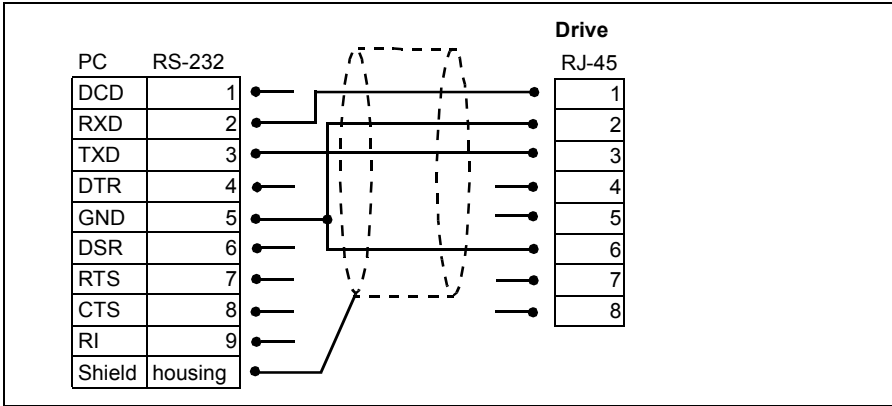 Drive
PC RS-232 RJ-45
DCD 1 1
RXD 2 2
TXD 3 3
DTR 4 4
GND 5 5
DSR 6 6
RTS 7 7
CTS 8 8
RI 9
Shield housing